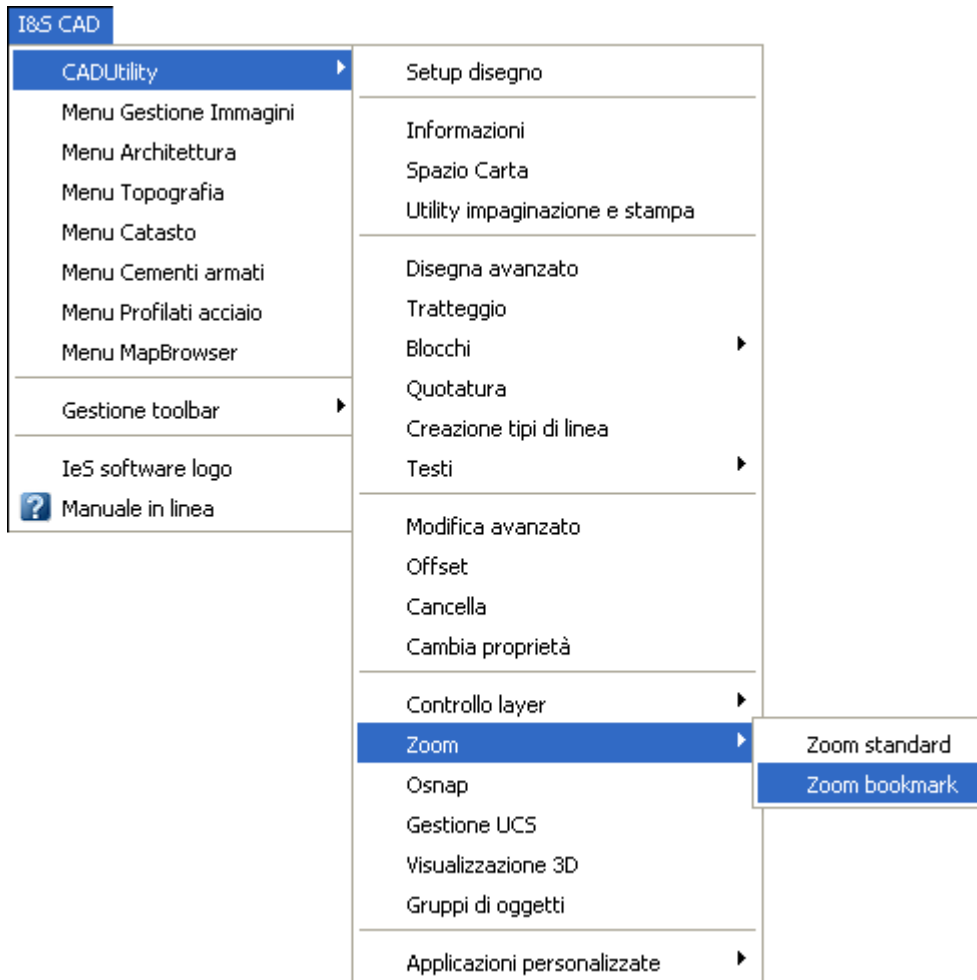 I&S CAD
CADUtility
Menu Gestione Immagini
Menu Architettura
Menu Topografia
Menu Catasto
Menu Cementi armati
Menu Profilati acciaio
Menu MapBrowser
Gestione toolbar
IeS software logo
Manuale in linea
Setup disegno
Informazioni
Spazio Carta
Utility impaginazione e stampa
Disegna avanzato
Tratteggio
Blocchi
Quotatura
Creazione tipi di linea
Testi
Modifica avanzato
Offset
Cancella
Cambia proprietà
Controllo layer
Zoom
Osnap
Gestione UCS
Visualizzazione 3D
Gruppi di oggetti
Applicazioni personalizzate
Zoom standard
Zoom bookmark